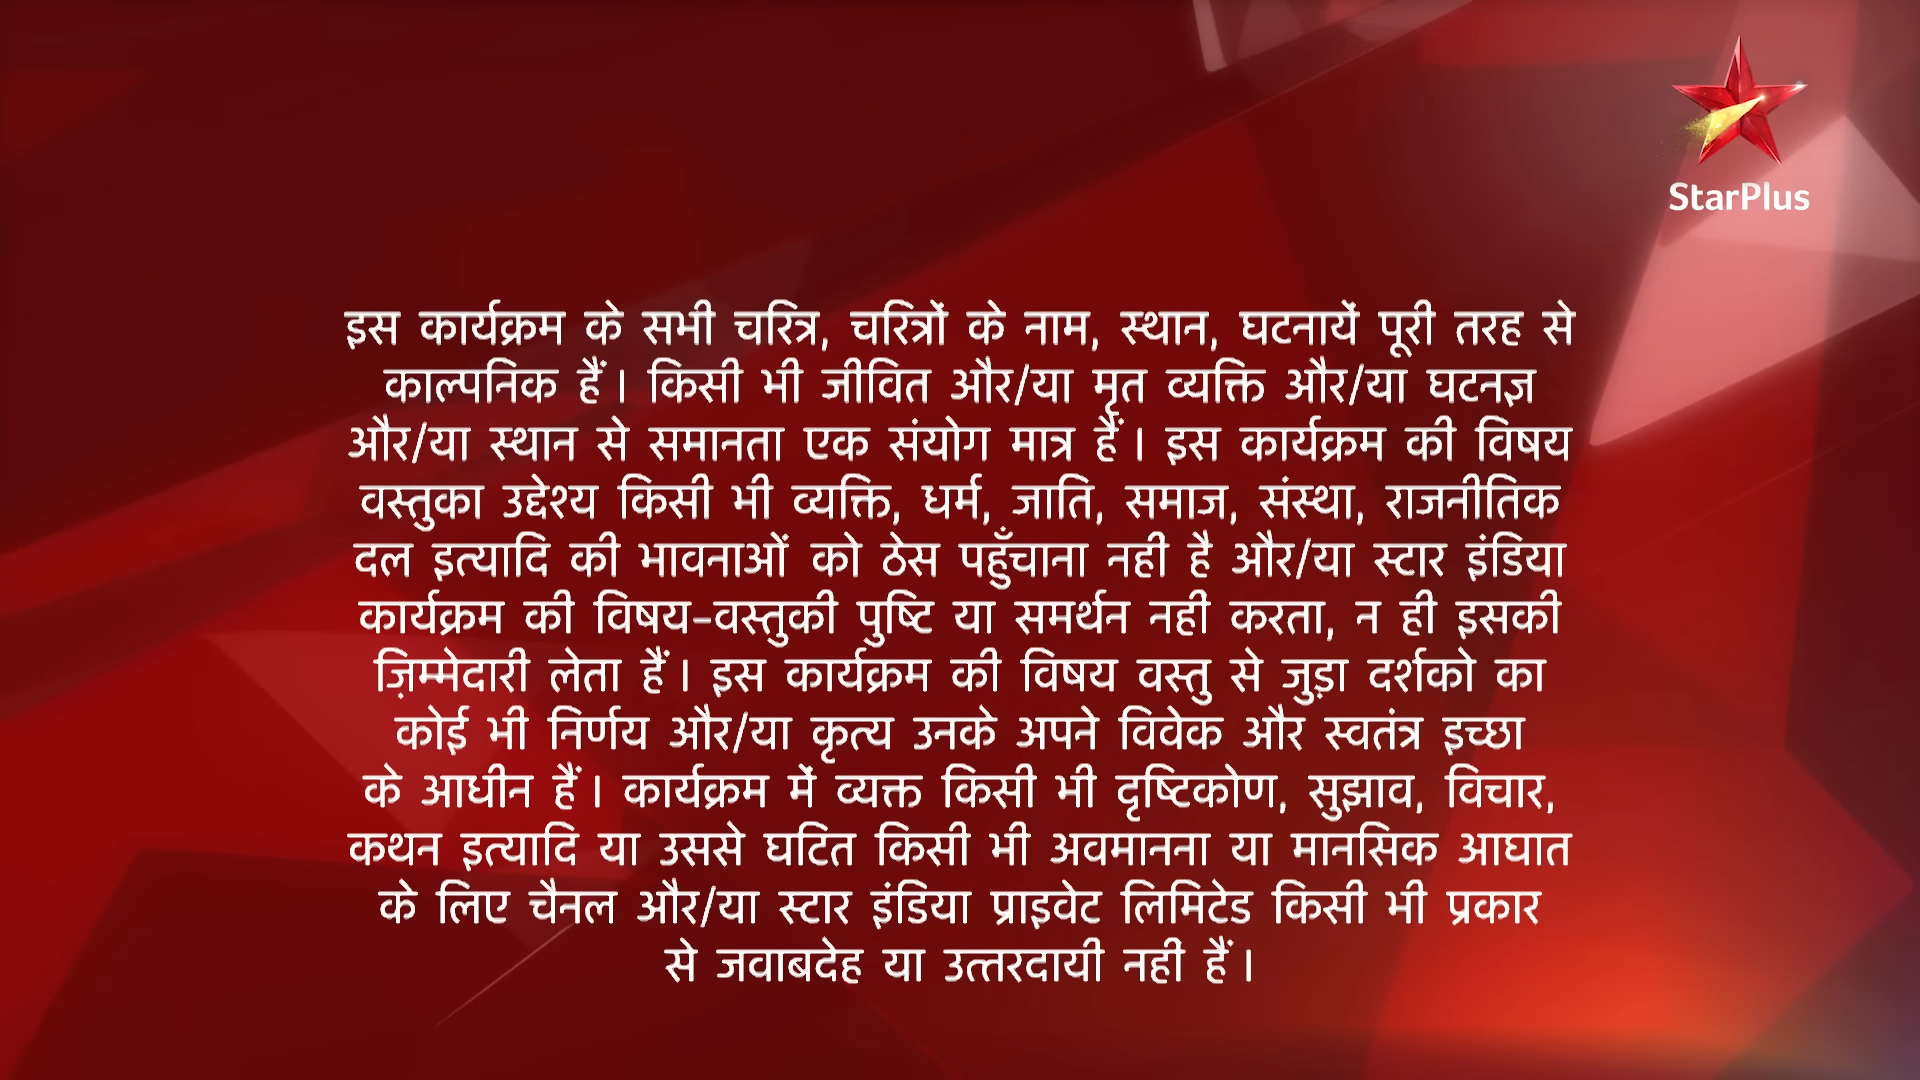 StarPlus
इस कार्यक्रम के सभी चरित्र, चरित्रों के नाम, स्थान, घटनायें पूरी तरह से
काल्पनिक हैं। किसी भी जीवित और/या मृत व्यक्ति और/या घटनज्ञ
और/या स्थान से समानता एक संयोग मात्र हैं। इस कार्यक्रम की विषय
वस्तुका उद्देश्य किसी भी व्यक्ति, धर्म, जाति, समाज, संस्था, राजनीतिक
दल इत्यादि की भावनाओं को ठेस पहुँचाना नही है और/या स्टार इंडिया
कार्यक्रम की विषय-वस्तुकी पुष्टि या समर्थन नही करता, न ही इसकी
ज़िम्मेदारी लेता हैं। इस कार्यक्रम की विषय वस्तु से जुड़ा दर्शको का
कोई भी निर्णय और/या कृत्य उनके अपने विवेक और स्वतंत्र इच्छा
के आधीन हैं। कार्यक्रम में व्यक्त किसी भी दृष्टिकोण, सुझाव, विचार,
कथन इत्यादि या उससे घटित किसी भी अवमानना या मानसिक आघात
के लिए चैनल और/या स्टार इंडिया प्राइवेट लिमिटेड किसी भी प्रकार
से जवाबदेह या उत्तरदायी नही हैं।